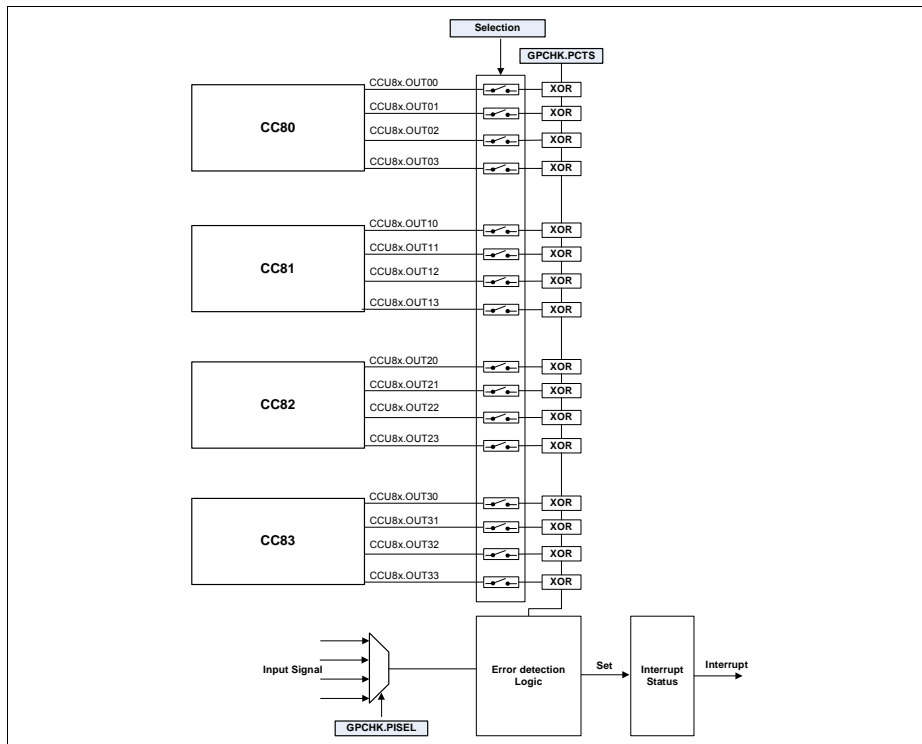 Selection
GPCHK.PCTS
CCU8x.OUT00
XOR
CCU8x.OUT01
XOR
CC80
CCU8x.OUT02
XOR
CCU8x.OUT03
XOR
CCU8x.OUT10
XOR
CCU8x.OUT11
XOR
CC81
CCU8x.OUT12
XOR
CCU8x.OUT13
XOR
CCU8x.OUT20
XOR
CCU8x.OUT21
XOR
CC82
CCU8x.OUT22
XOR
CCU8x.OUT23
XOR
CCU8x.OUT30
XOR
CCU8x.OUT31
XOR
CC83
CCU8x.OUT32
XOR
CCU8x.OUT33
XOR
Input Signal
Error detection
Logic
Set
Interrupt
Status
Interrupt
GPCHK.PISEL